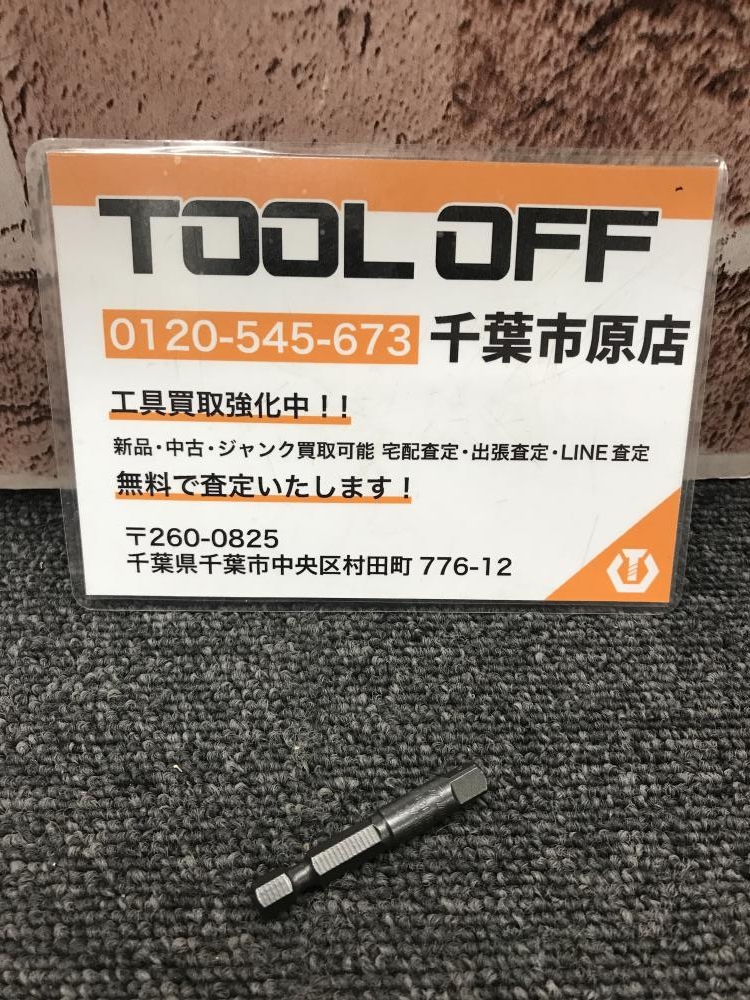 TOOL OFF
0120-545-673 千葉市原店
工具買取強化中！！
新品・中古・ジャンク買取可能 宅配査定・出張査定・LINE査定
無料で査定いたします！
〒260-0825
千葉県千葉市中央区村田町 776-12